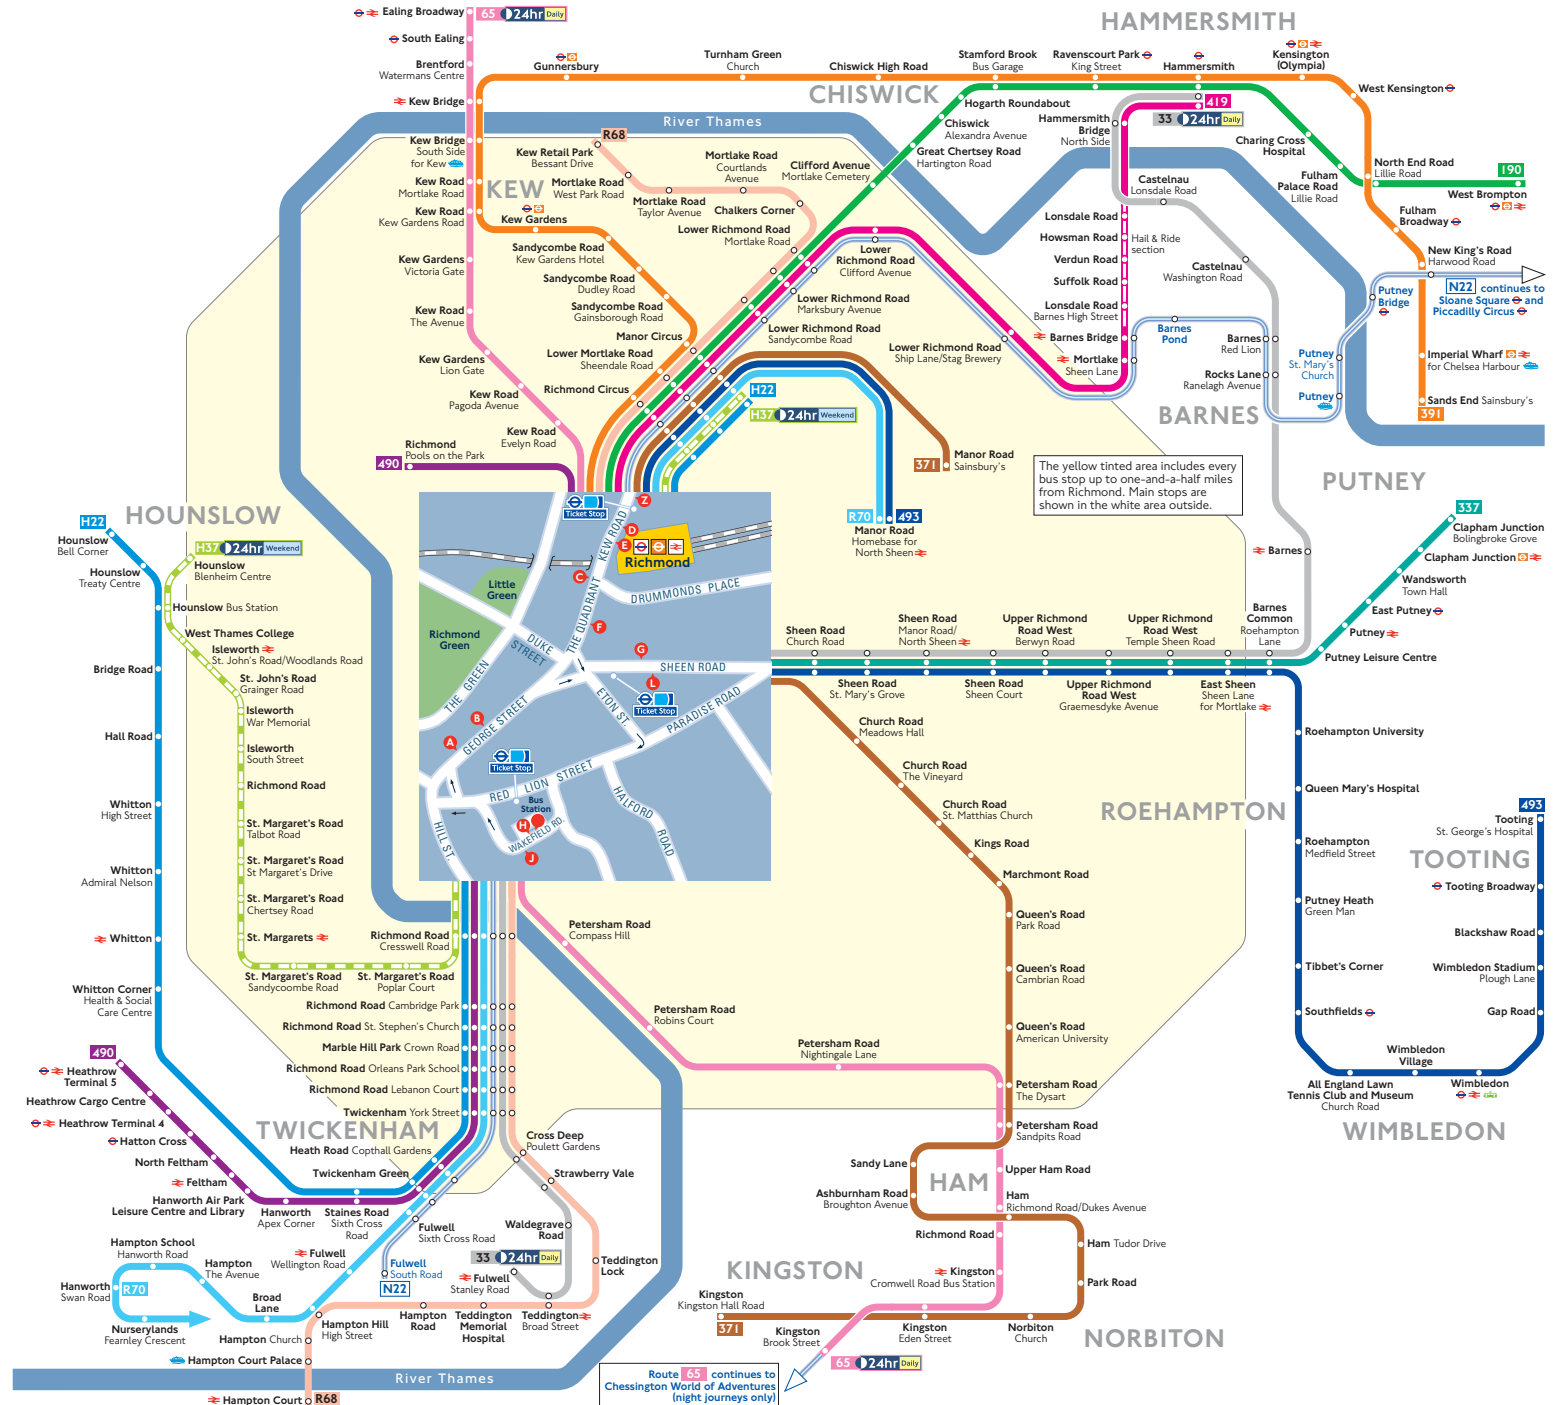 Ealing Broadway
65 24hr Daily
South Ealing
Brentford
Watermans Centre
Kew Bridge
Kew Bridge
South Side
for Kew
Kew Road
Mortlake Road
Kew Road
Kew Gardens Road
Kew Gardens
Victoria Gate
Kew Road
The Avenue
Kew Gardens
Lion Gate
Kew Road
Pagoda Avenue
Kew Road
Evelyn Road
Richmond
Pools on the Park
490
HAMMERSMITH
CHISWICK
KEW
River Thames
Gunnersbury
Turnham Green
Church
Chiswick High Road
Stamford Brook
Bus Garage
Ravenscourt Park
King Street
Hammersmith
Kensington
(Olympia)
West Kensington
Hogarth Roundabout
Chiswick
Alexandra Avenue
Great Chertsey Road
Hartington Road
Clifford Avenue
Mortlake Cemetery
419
Hammersmith
Bridge
North Side
33 24hr Daily
Charing Cross
Hospital
Fulham
Palace Road
Lillie Road
North End Road
Lillie Road
190
West Brompton
Fulham
Broadway
New King's Road
Harwood Road
N22 continues to
Sloane Square and
Piccadilly Circus
Imperial Wharf
for Chelsea Harbour
Sands End Sainsbury's
391
R68
Kew Retail Park
Bessant Drive
Mortlake Road
West Park Road
Mortlake Road
Taylor Avenue
Mortlake Road
Courtlands
Avenue
Chalkers Corner
Lower Richmond Road
Mortlake Road
Kew Gardens
Sandycombe Road
Kew Gardens Hotel
Sandycombe Road
Dudley Road
Sandycombe Road
Gainsborough Road
Manor Circus
Lower Mortlake Road
Sheendale Road
Richmond Circus
Lower
Richmond Road
Clifford Avenue
Lower Richmond Road
Marksbury Avenue
Lower Richmond Road
Sandycombe Road
Lower Richmond Road
Ship Lane/Stag Brewery
Castelnau
Lonsdale Road
Lonsdale Road
Howsman Road
Hail & Ride
section
Verdun Road
Suffolk Road
Lonsdale Road
Barnes High Street
Barnes Bridge
Mortlake
Sheen Lane
Castelnau
Washington Road
Barnes
Pond
Barnes
Red Lion
Rocks Lane
Ranelagh Avenue
Putney
Bridge
Putney
St. Mary's
Church
Putney
BARNES
PUTNEY
H22
H37 24hr Weekend
371
Manor Road
Sainsbury's
R70
493
Manor Road
Homebase for
North Sheen
The yellow tinted area includes every
bus stop up to one-and-a-half miles
from Richmond. Main stops are
shown in the white area outside.
337
Clapham Junction
Bolingbroke Grove
Clapham Junction
Wandsworth
Town Hall
East Putney
Putney
Putney Leisure Centre
Barnes
Barnes
Common
Roehampton
Lane
Sheen Road
Church Road
Sheen Road
Manor Road/
North Sheen
Upper Richmond
Road West
Berwyn Road
Upper Richmond
Road West
Temple Sheen Road
Sheen Road
St. Mary's Grove
Sheen Road
Sheen Court
Upper Richmond
Road West
Graemesdyke Avenue
East Sheen
Sheen Lane
for Mortlake
Ticket Stop
Z
D
E
C
F
G
L
B
A
H
J
KEW ROAD
Richmond
Little
Green
Richmond
Green
THE QUADRANT
DRUMMONDS PLACE
DUKE
STREET
THE GREEN
SHEEN ROAD
GEORGE STREET
ETON ST.
PARADISE ROAD
Ticket Stop
Ticket Stop
RED LION STREET
Bus
Station
WAKEFIELD RD.
HALFORD
ROAD
HILL ST.
HOUNSLOW
H22
Hounslow
Bell Corner
Hounslow
Treaty Centre
H37 24hr Weekend
Hounslow
Blenheim Centre
Hounslow Bus Station
West Thames College
Isleworth
St. John's Road/Woodlands Road
St. John's Road
Grainger Road
Isleworth
War Memorial
Isleworth
South Street
Richmond Road
St. Margaret's Road
Talbot Road
St. Margaret's Road
St Margaret's Drive
St. Margaret's Road
Chertsey Road
St. Margarets
St. Margaret's Road
Sandycoombe Road
St. Margaret's Road
Poplar Court
Bridge Road
Hall Road
Whitton
High Street
Whitton
Admiral Nelson
Whitton
Whitton Corner
Health & Social
Care Centre
Richmond Road
Cresswell Road
Richmond Road Cambridge Park
Richmond Road St. Stephen's Church
Marble Hill Park Crown Road
Richmond Road Orleans Park School
Richmond Road Lebanon Court
Twickenham York Street
TWICKENHAM
Heath Road Copthall Gardens
Twickenham Green
490
Heathrow
Terminal 5
Heathrow Cargo Centre
Heathrow Terminal 4
Hatton Cross
North Feltham
Feltham
Hanworth Air Park
Leisure Centre and Library
Hanworth
Apex Corner
Staines Road
Sixth Cross
Road
Fulwell
Sixth Cross Road
Fulwell
Wellington Road
Fulwell
South Road
N22
Hampton School
Hanworth Road
Hampton
The Avenue
Hanworth
Swan Road
R70
Nurserylands
Fearnley Crescent
Broad
Lane
Hampton Hill
High Street
Hampton Church
Hampton Court Palace
Hampton Court
R68
Hampton
Road
Teddington
Memorial
Hospital
Teddington
Broad Street
Teddington
Lock
Cross Deep
Poulett Gardens
Strawberry Vale
Waldegrave
Road
33 24hr Daily
Fulwell
Stanley Road
River Thames
Petersham Road
Compass Hill
Petersham Road
Robins Court
Petersham Road
Nightingale Lane
Church Road
Meadows Hall
Church Road
The Vineyard
Church Road
St. Matthias Church
Kings Road
Marchmont Road
Queen's Road
Park Road
Queen's Road
Cambrian Road
Queen's Road
American University
Petersham Road
The Dysart
Petersham Road
Sandpits Road
Sandy Lane
Ashburnham Road
Broughton Avenue
HAM
Upper Ham Road
Ham
Richmond Road/Dukes Avenue
Richmond Road
Ham Tudor Drive
Park Road
KINGSTON
Kingston
Cromwell Road Bus Station
Kingston
Kingston Hall Road
371
Kingston
Brook Street
Kingston
Eden Street
Norbiton
Church
NORBITON
65 24hr Daily
Route 65 continues to
Chessington World of Adventures
(night journeys only)
ROEHAMPTON
Roehampton University
Queen Mary's Hospital
Roehampton
Medfield Street
Putney Heath
Green Man
Tibbet's Corner
Southfields
All England Lawn
Tennis Club and Museum
Church Road
Wimbledon
Village
Wimbledon
WIMBLEDON
493
Tooting
St. George's Hospital
TOOTING
Tooting Broadway
Blackshaw Road
Wimbledon Stadium
Plough Lane
Gap Road